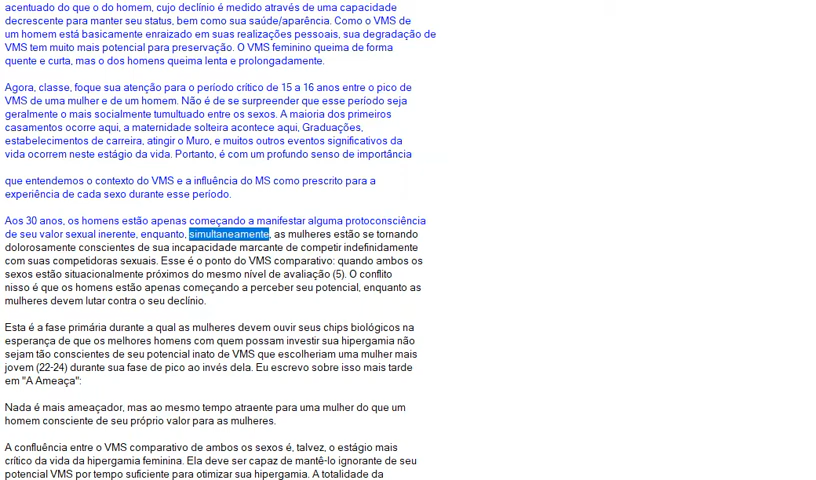 acentuado do que o do homem, cujo declínio é medido através de uma capacidade
decrescente para manter seu status, bem como sua saúde/aparência. Como o VMS de
um homem está basicamente enraizado em suas realizações pessoais, sua degradação de
VMS tem muito mais potencial para preservação. O VMS feminino queima de forma
quente e curta, mas o dos homens queima lenta e prolongadamente.
Agora, classe, foque sua atenção para o período crítico de 15 a 16 anos entre o pico de
VMS de uma mulher e de um homem. Não é de se surpreender que esse período seja
geralmente o mais socialmente tumultuado entre os sexos. A maioria dos primeiros
casamentos ocorre aqui, a maternidade solteira acontece aqui, Graduações,
estabelecimentos de carreira, atingir o Muro, e muitos outros eventos significativos da
vida ocorrem neste estágio da vida. Portanto, é com um profundo senso de importância
que entendemos o contexto do VMS e a influência do MS como prescrito para a
experiência de cada sexo durante esse período.
Aos 30 anos, os homens estão apenas começando a manifestar alguma protoconsciência
de seu valor sexual inerente, enquanto, simultaneamente, as mulheres estão se tornando
dolorosamente conscientes de sua incapacidade marcante de competir indefinidamente
com suas competidoras sexuais. Esse é o ponto do VMS comparativo: quando ambos os
sexos estão situacionalmente próximos do mesmo nível de avaliação (5). O conflito
nisso é que os homens estão apenas começando a perceber seu potencial, enquanto as
mulheres devem lutar contra o seu declínio.
Esta é a fase primária durante a qual as mulheres devem ouvir seus chips biológicos na
esperança de que os melhores homens com quem possam investir sua hipergamia não
sejam tão conscientes de seu potencial inato de VMS que escolheriam uma mulher mais
jovem (22-24) durante sua fase de pico ao invés dela. Eu escrevo sobre isso mais tarde
em "A Ameaça":
Nada é mais ameaçador, mas ao mesmo tempo atraente para uma mulher do que um
homem consciente de seu próprio valor para as mulheres.
A confluência entre o VMS comparativo de ambos os sexos é, talvez, o estágio mais
crítico da vida da hipergamia feminina. Ela deve ser capaz de mantê-lo ignorante de seu
potencial VMS por tempo suficiente para otimizar sua hipergamia. A totalidade da